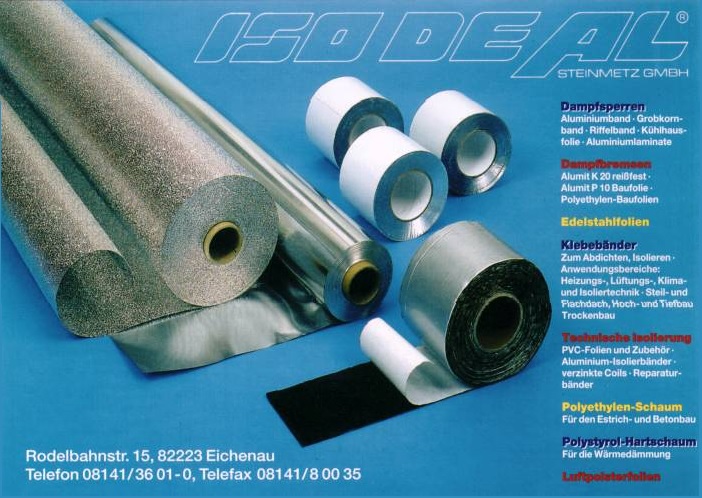 ISODEAL®
STEINMETZ GMBH
Dampfsperren
Aluminiumband · Grobkorn-
band · Riffelband · Kühlhaus-
folie · Aluminiumlaminate
Dampfbremsen
Alumit K 20 reißfest ·
Alumit P 10 Baufolie ·
Polyethylen-Baufolien
Edelstahlfolien
Klebebänder
Zum Abdichten, Isolieren ·
Anwendungsbereiche:
Heizungs-, Lüftungs-, Klima-
und Isoliertechnik · Steil- und
Flachdach, Hoch- und Tiefbau
Trockenbau
Technische Isolierung
PVC-Folien und Zubehör ·
Aluminium-Isolierbänder ·
verzinkte Coils · Reparatur-
bänder
Polyethylen-Schaum
Für den Estrich- und Betonbau
Polystyrol-Hartschaum
Für die Wärmedämmung
Luftpolsterfolien
Rodelbahnstr. 15, 82223 Eichenau
Telefon 08141/36 01-0, Telefax 08141/8 00 35